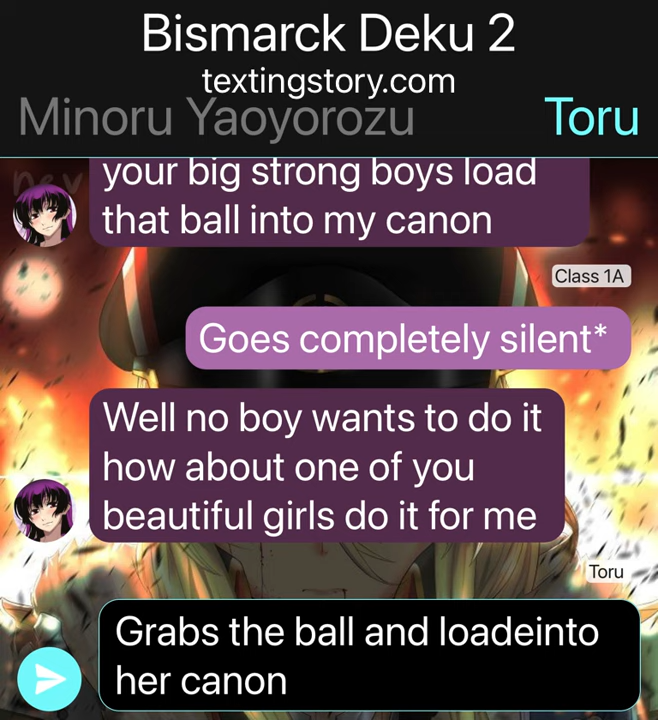 Bismarck Deku 2
textingstory.com
Minoru Yaoyorozu
Toru
your big strong boys load
that ball into my canon
Class 1A
Goes completely silent*
Well no boy wants to do it
how about one of you
beautiful girls do it for me
Toru
Grabs the ball and loadeinto
her canon